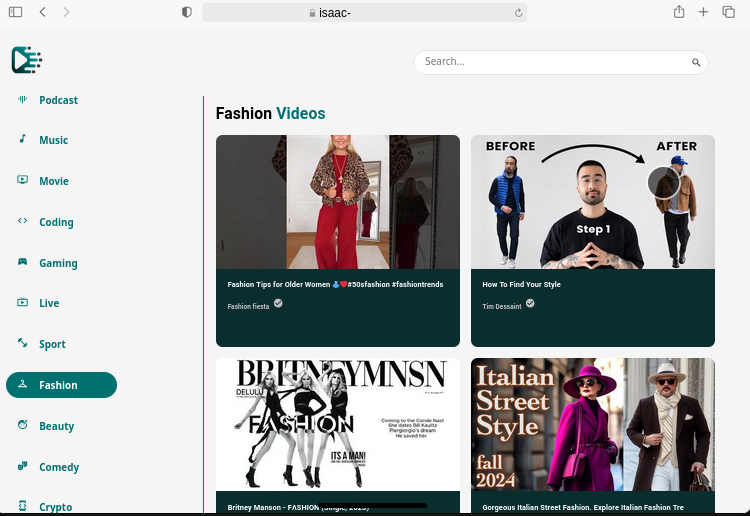 isaac-
Search...
Podcast
Music
Movie
Coding
Gaming
Live
Sport
Fashion
Beauty
Comedy
Crypto
Fashion Videos
Fashion Tips for Older Women 👗❤️#50sfashion #fashiontrends
Fashion fiesta
BEFORE
AFTER
Step 1
How To Find Your Style
Tim Dessaint
BRITNEYMNSN
DELULU
FASHION
Coming to the Conde Nast
She dates Bill Kaulitz
Piergiorgio's dream
He saved her
IT'S A MAN!
Britney Manson - FΛSHION (Single, 2023)
Italian
Street
Style
fall
2024
Gorgeous Italian Street Fashion. Explore Italian Fashion Tre